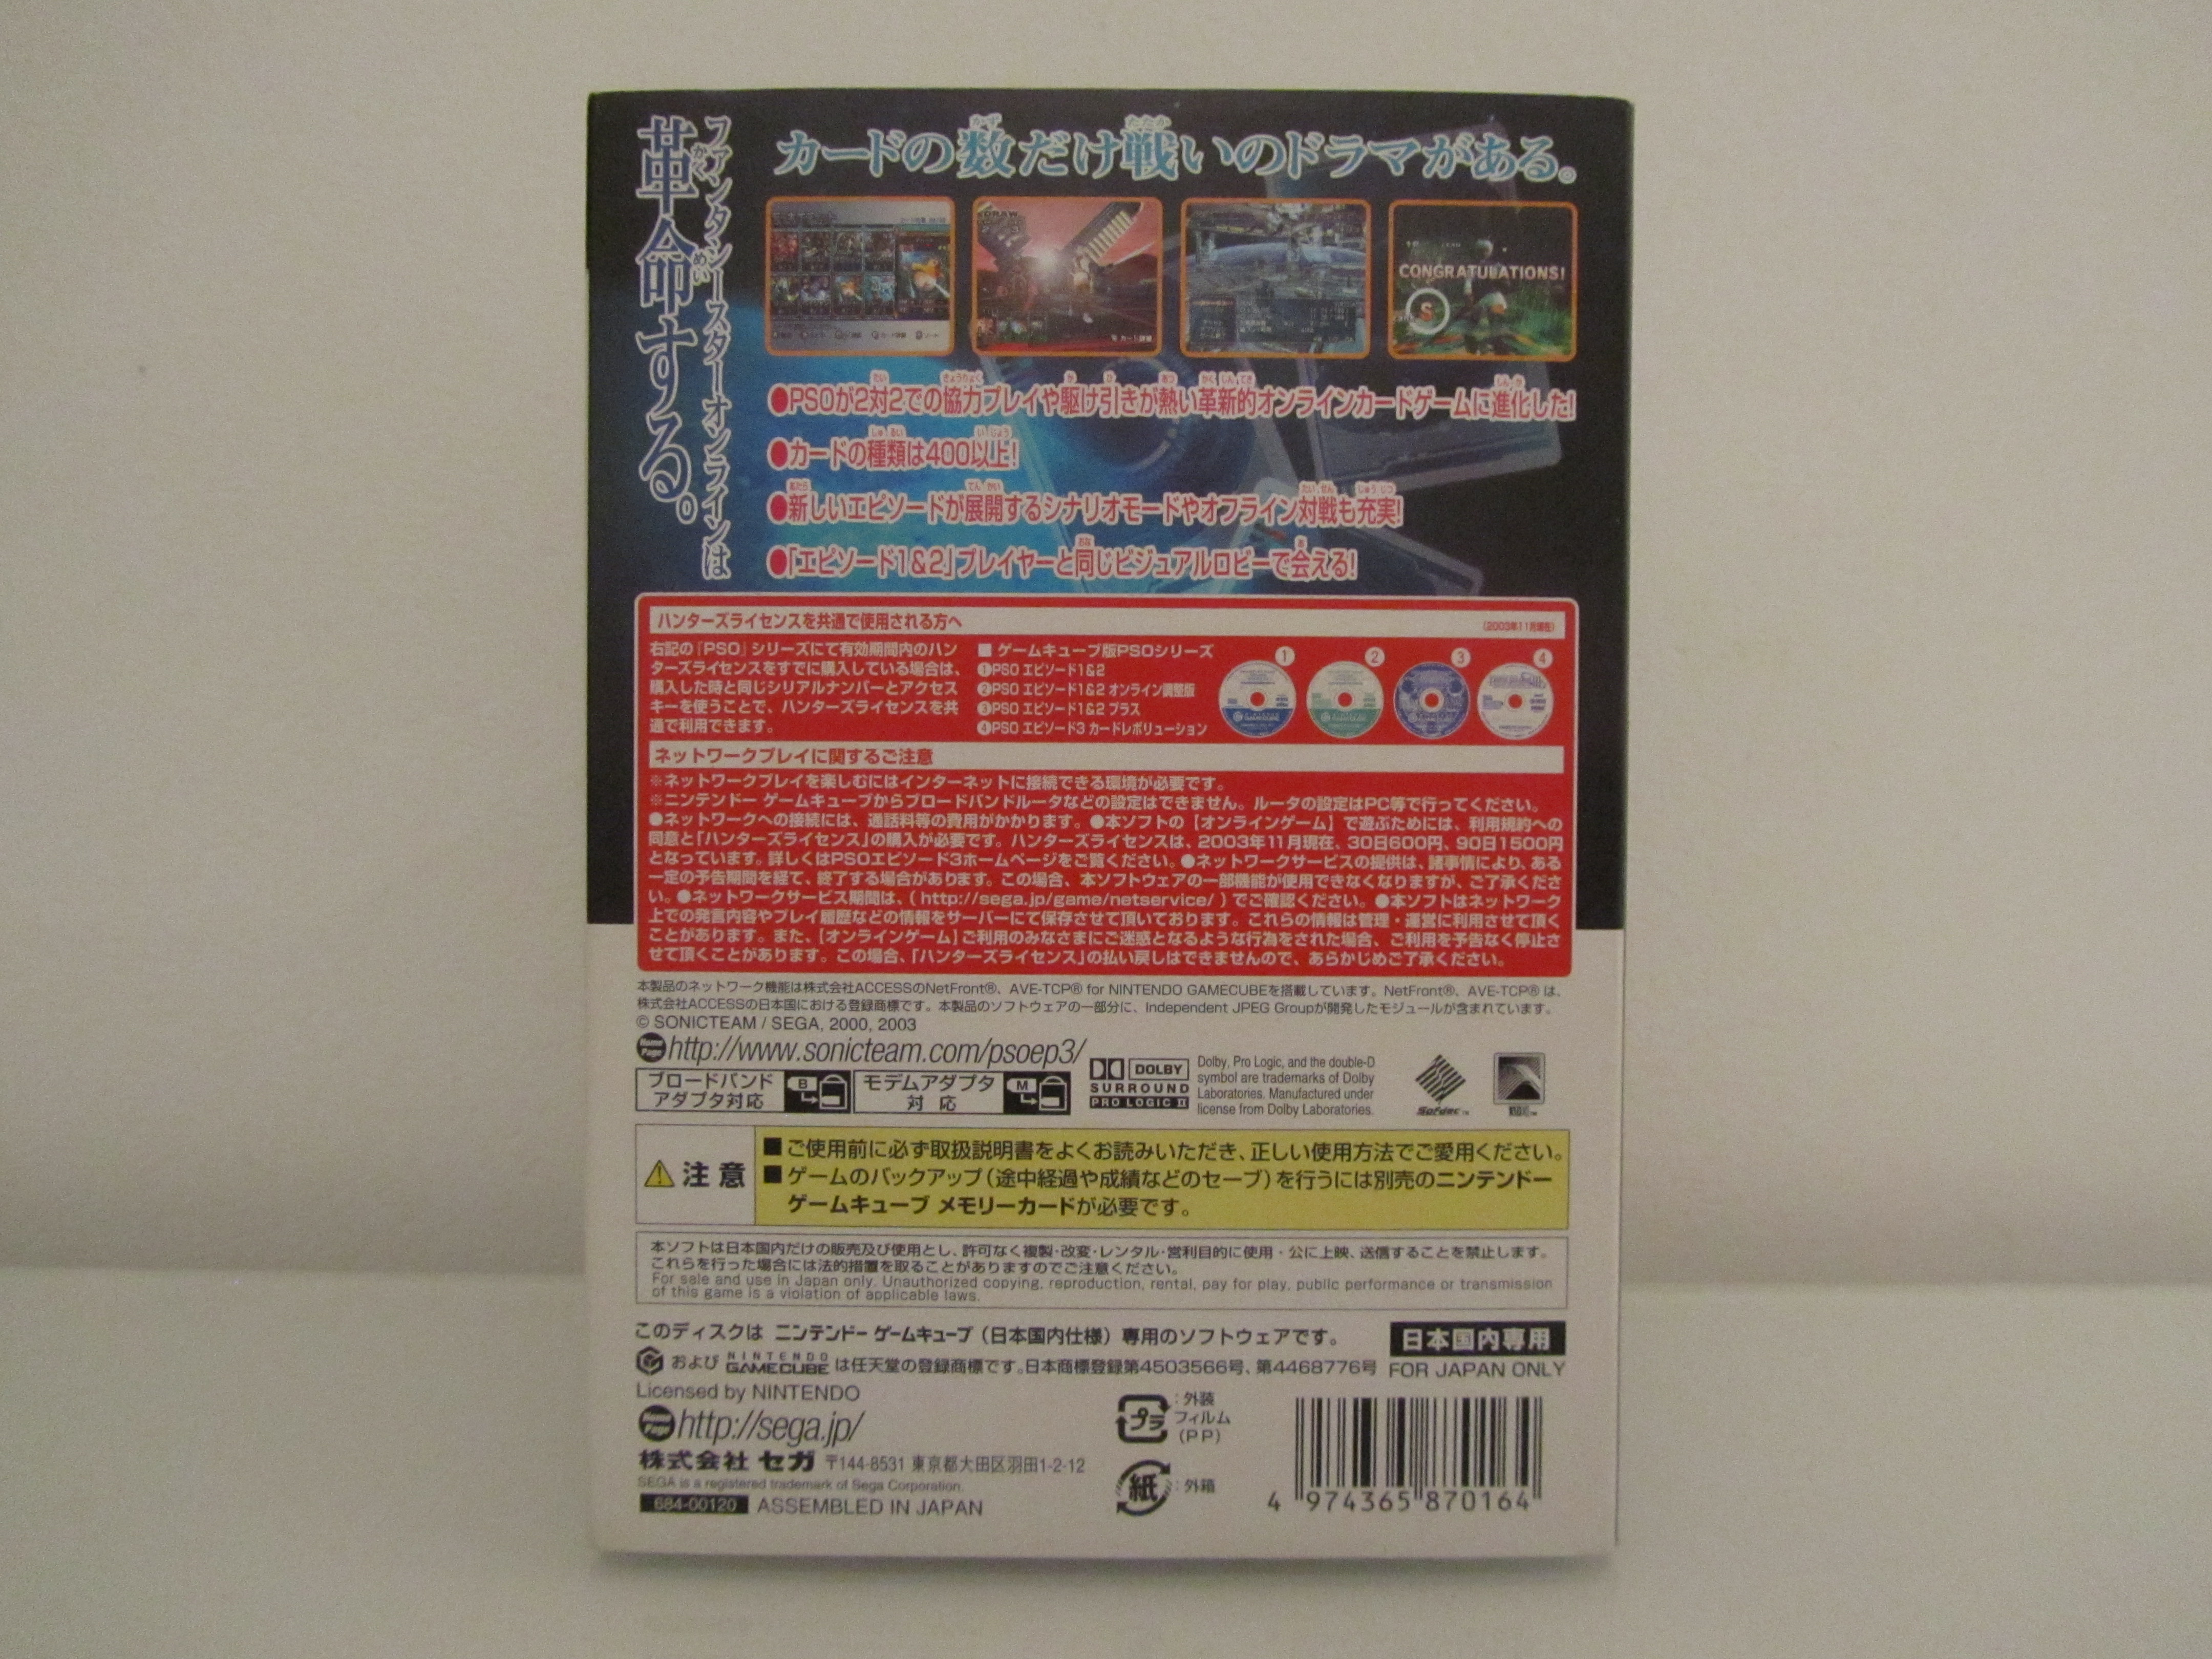 ファンタシースターオンラインは
革命する。
カードの数だけ戦いのドラマがある。
DRAW
CONGRATULATIONS!
S
●PSOが2対2での協力プレイや駆け引きが熱い革新的オンラインカードゲームに進化した!
●カードの種類は400以上!
●新しいエピソードが展開するシナリオモードやオフライン対戦も充実!
●「エピソード1&2」プレイヤーと同じビジュアルロビーで会える!
ハンターズライセンスを共通で使用される方へ
(2003年11月現在)
右記の『PSO』シリーズにて有効期間内のハン
ターズライセンスをすでに購入している場合は、
購入した時と同じシリアルナンバーとアクセス
キーを使うことで、ハンターズライセンスを共
通で利用できます。
■ ゲームキューブ版PSOシリーズ
①PSO エピソード1&2
②PSO エピソード1&2 オンライン調整版
③PSO エピソード1&2 プラス
④PSO エピソード3 カードレボリューション
① ② ③ ④
ネットワークプレイに関するご注意
※ネットワークプレイを楽しむにはインターネットに接続できる環境が必要です。
※ニンテンドー ゲームキューブからブロードバンドルータなどの設定はできません。ルータの設定はPC等で行ってください。
●ネットワークへの接続には、通話料等の費用がかかります。●本ソフトの【オンラインゲーム】で遊ぶためには、利用規約への
同意と「ハンターズライセンス」の購入が必要です。ハンターズライセンスは、2003年11月現在、30日600円、90日1500円
となっています。詳しくはPSOエピソード3ホームページをご覧ください。●ネットワークサービスの提供は、諸事情により、ある
一定の予告期間を経て、終了する場合があります。この場合、本ソフトウェアの一部機能が使用できなくなりますが、ご了承くださ
い。●ネットワークサービス期間は、( http://sega.jp/game/netservice/ )でご確認ください。●本ソフトはネットワーク
上での発言内容やプレイ履歴などの情報をサーバーにて保存させて頂いております。これらの情報は管理・運営に利用させて頂く
ことがあります。また、【オンラインゲーム】ご利用のみなさまにご迷惑となるような行為をされた場合、ご利用を予告なく停止さ
せて頂くことがあります。この場合、「ハンターズライセンス」の払い戻しはできませんので、あらかじめご了承ください。
本製品のネットワーク機能は株式会社ACCESSのNetFront®、AVE-TCP® for NINTENDO GAMECUBEを搭載しています。NetFront®、AVE-TCP® は、
株式会社ACCESSの日本国における登録商標です。本製品のソフトウェアの一部分に、Independent JPEG Groupが開発したモジュールが含まれています。
© SONICTEAM / SEGA, 2000, 2003
Home Page http://www.sonicteam.com/psoep3/
ブロードバンド
アダプタ対応
B
モデムアダプタ
対 応
M
DOLBY
SURROUND
PRO LOGIC II
Dolby, Pro Logic, and the double-D
symbol are trademarks of Dolby
Laboratories. Manufactured under
license from Dolby Laboratories.
Sofdec™
注 意
■ご使用前に必ず取扱説明書をよくお読みいただき、正しい使用方法でご愛用ください。
■ゲームのバックアップ(途中経過や成績などのセーブ)を行うには別売のニンテンドー
ゲームキューブ メモリーカードが必要です。
本ソフトは日本国内だけの販売及び使用とし、許可なく複製・改変・レンタル・営利目的に使用・公に上映、送信することを禁止します。
これらを行った場合には法的措置を取ることがありますのでご注意ください。
For sale and use in Japan only. Unauthorized copying, reproduction, rental, pay for play, public performance or transmission
of this game is a violation of applicable laws.
このディスクは ニンテンドー ゲームキューブ(日本国内仕様)専用のソフトウェアです。
日本国内専用
および NINTENDO GAMECUBE は任天堂の登録商標です。日本商標登録第4503566号、第4468776号
FOR JAPAN ONLY
Licensed by NINTENDO
Home Page http://sega.jp/
株式会社 セガ 〒144-8531 東京都大田区羽田1-2-12
SEGA is a registered trademark of Sega Corporation.
684-00120 ASSEMBLED IN JAPAN
プラ
:外装
フィルム
(PP)
紙 :外箱
4 974365 870164